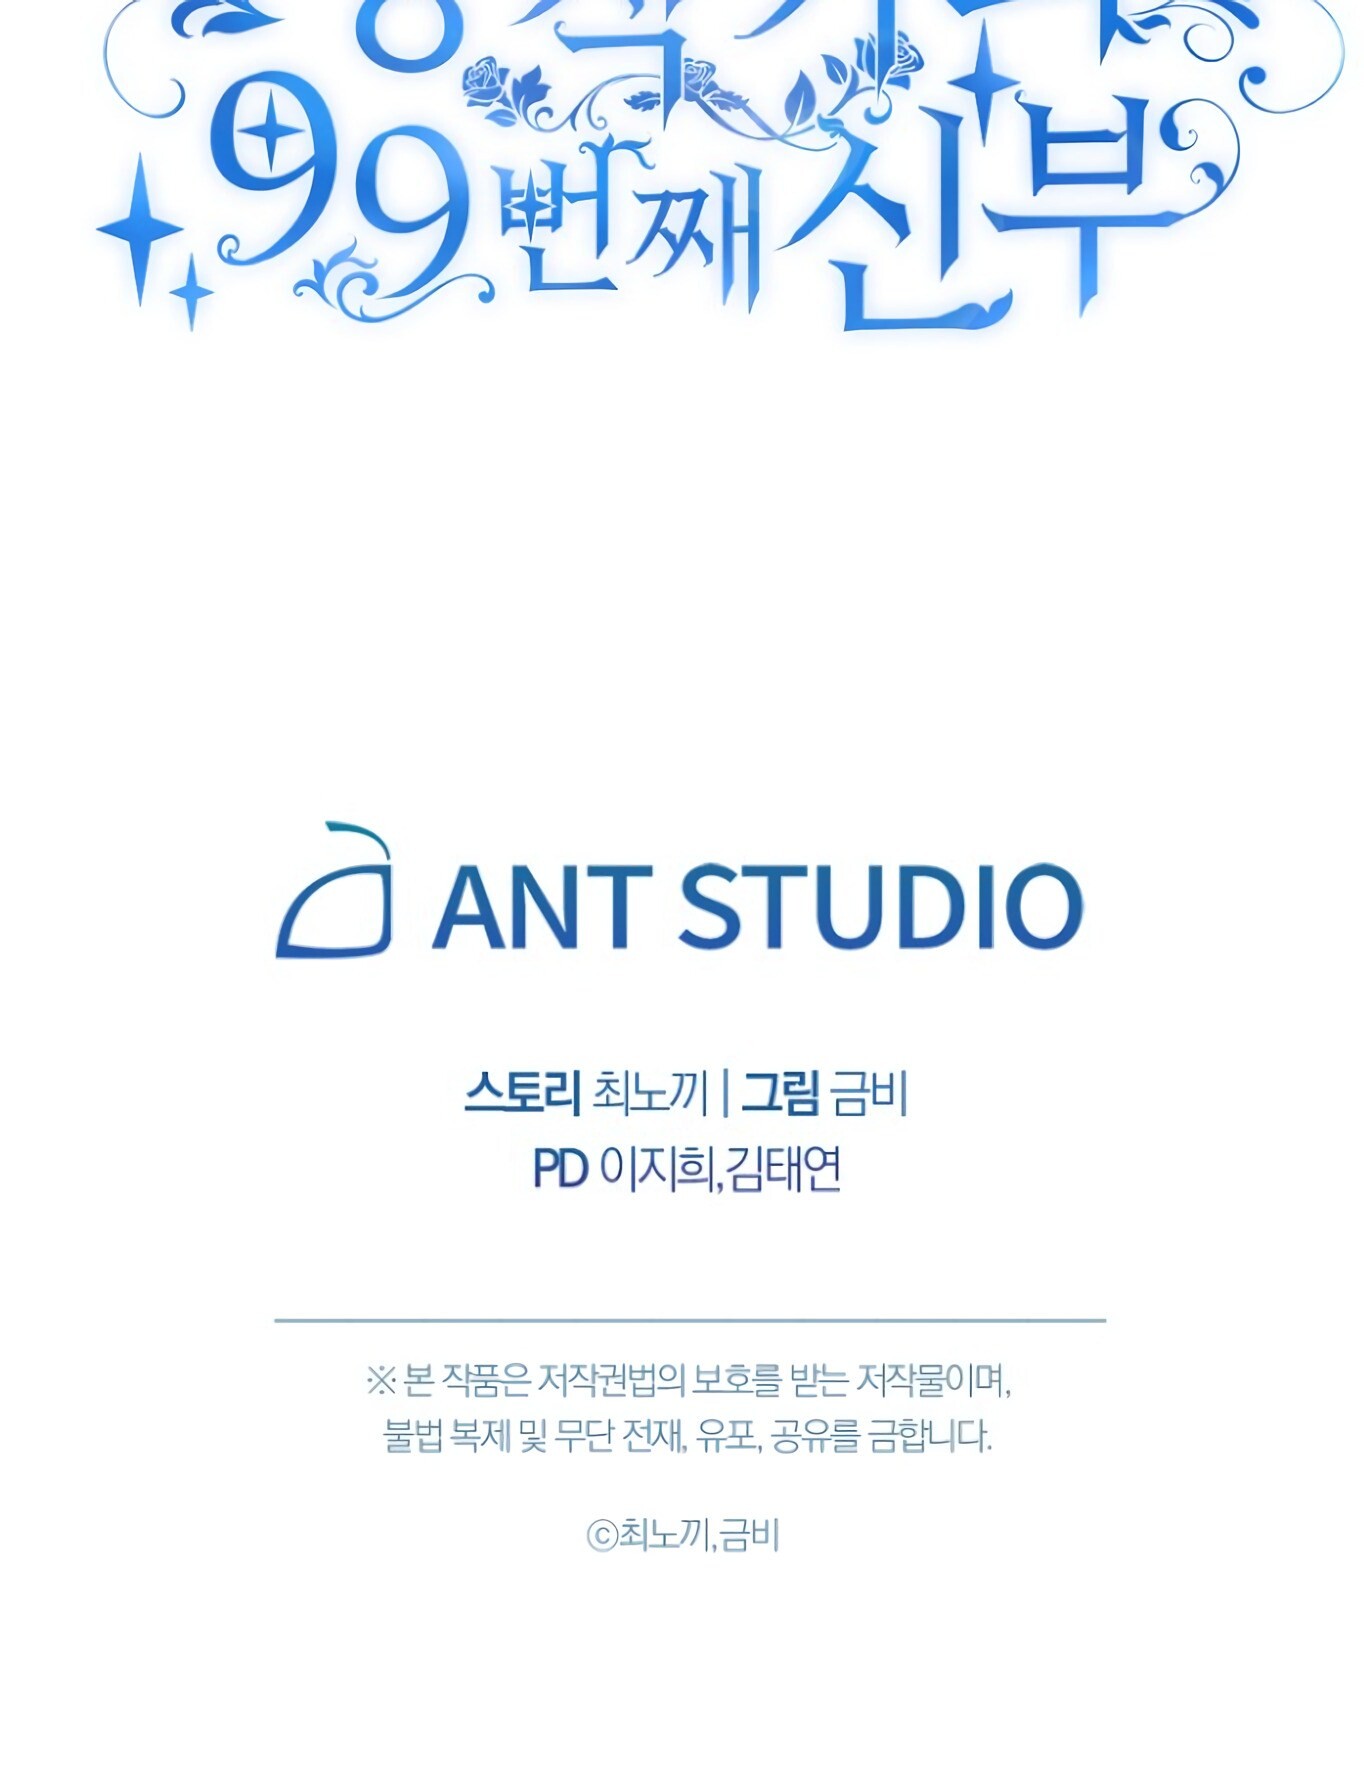 99번째 신부
ANT STUDIO
스토리 최노끼 | 그림 금비
PD 이지희,김태연
※ 본 작품은 저작권법의 보호를 받는 저작물이며,
불법 복제 및 무단 전재, 유포, 공유를 금합니다.
ⓒ최노끼,금비